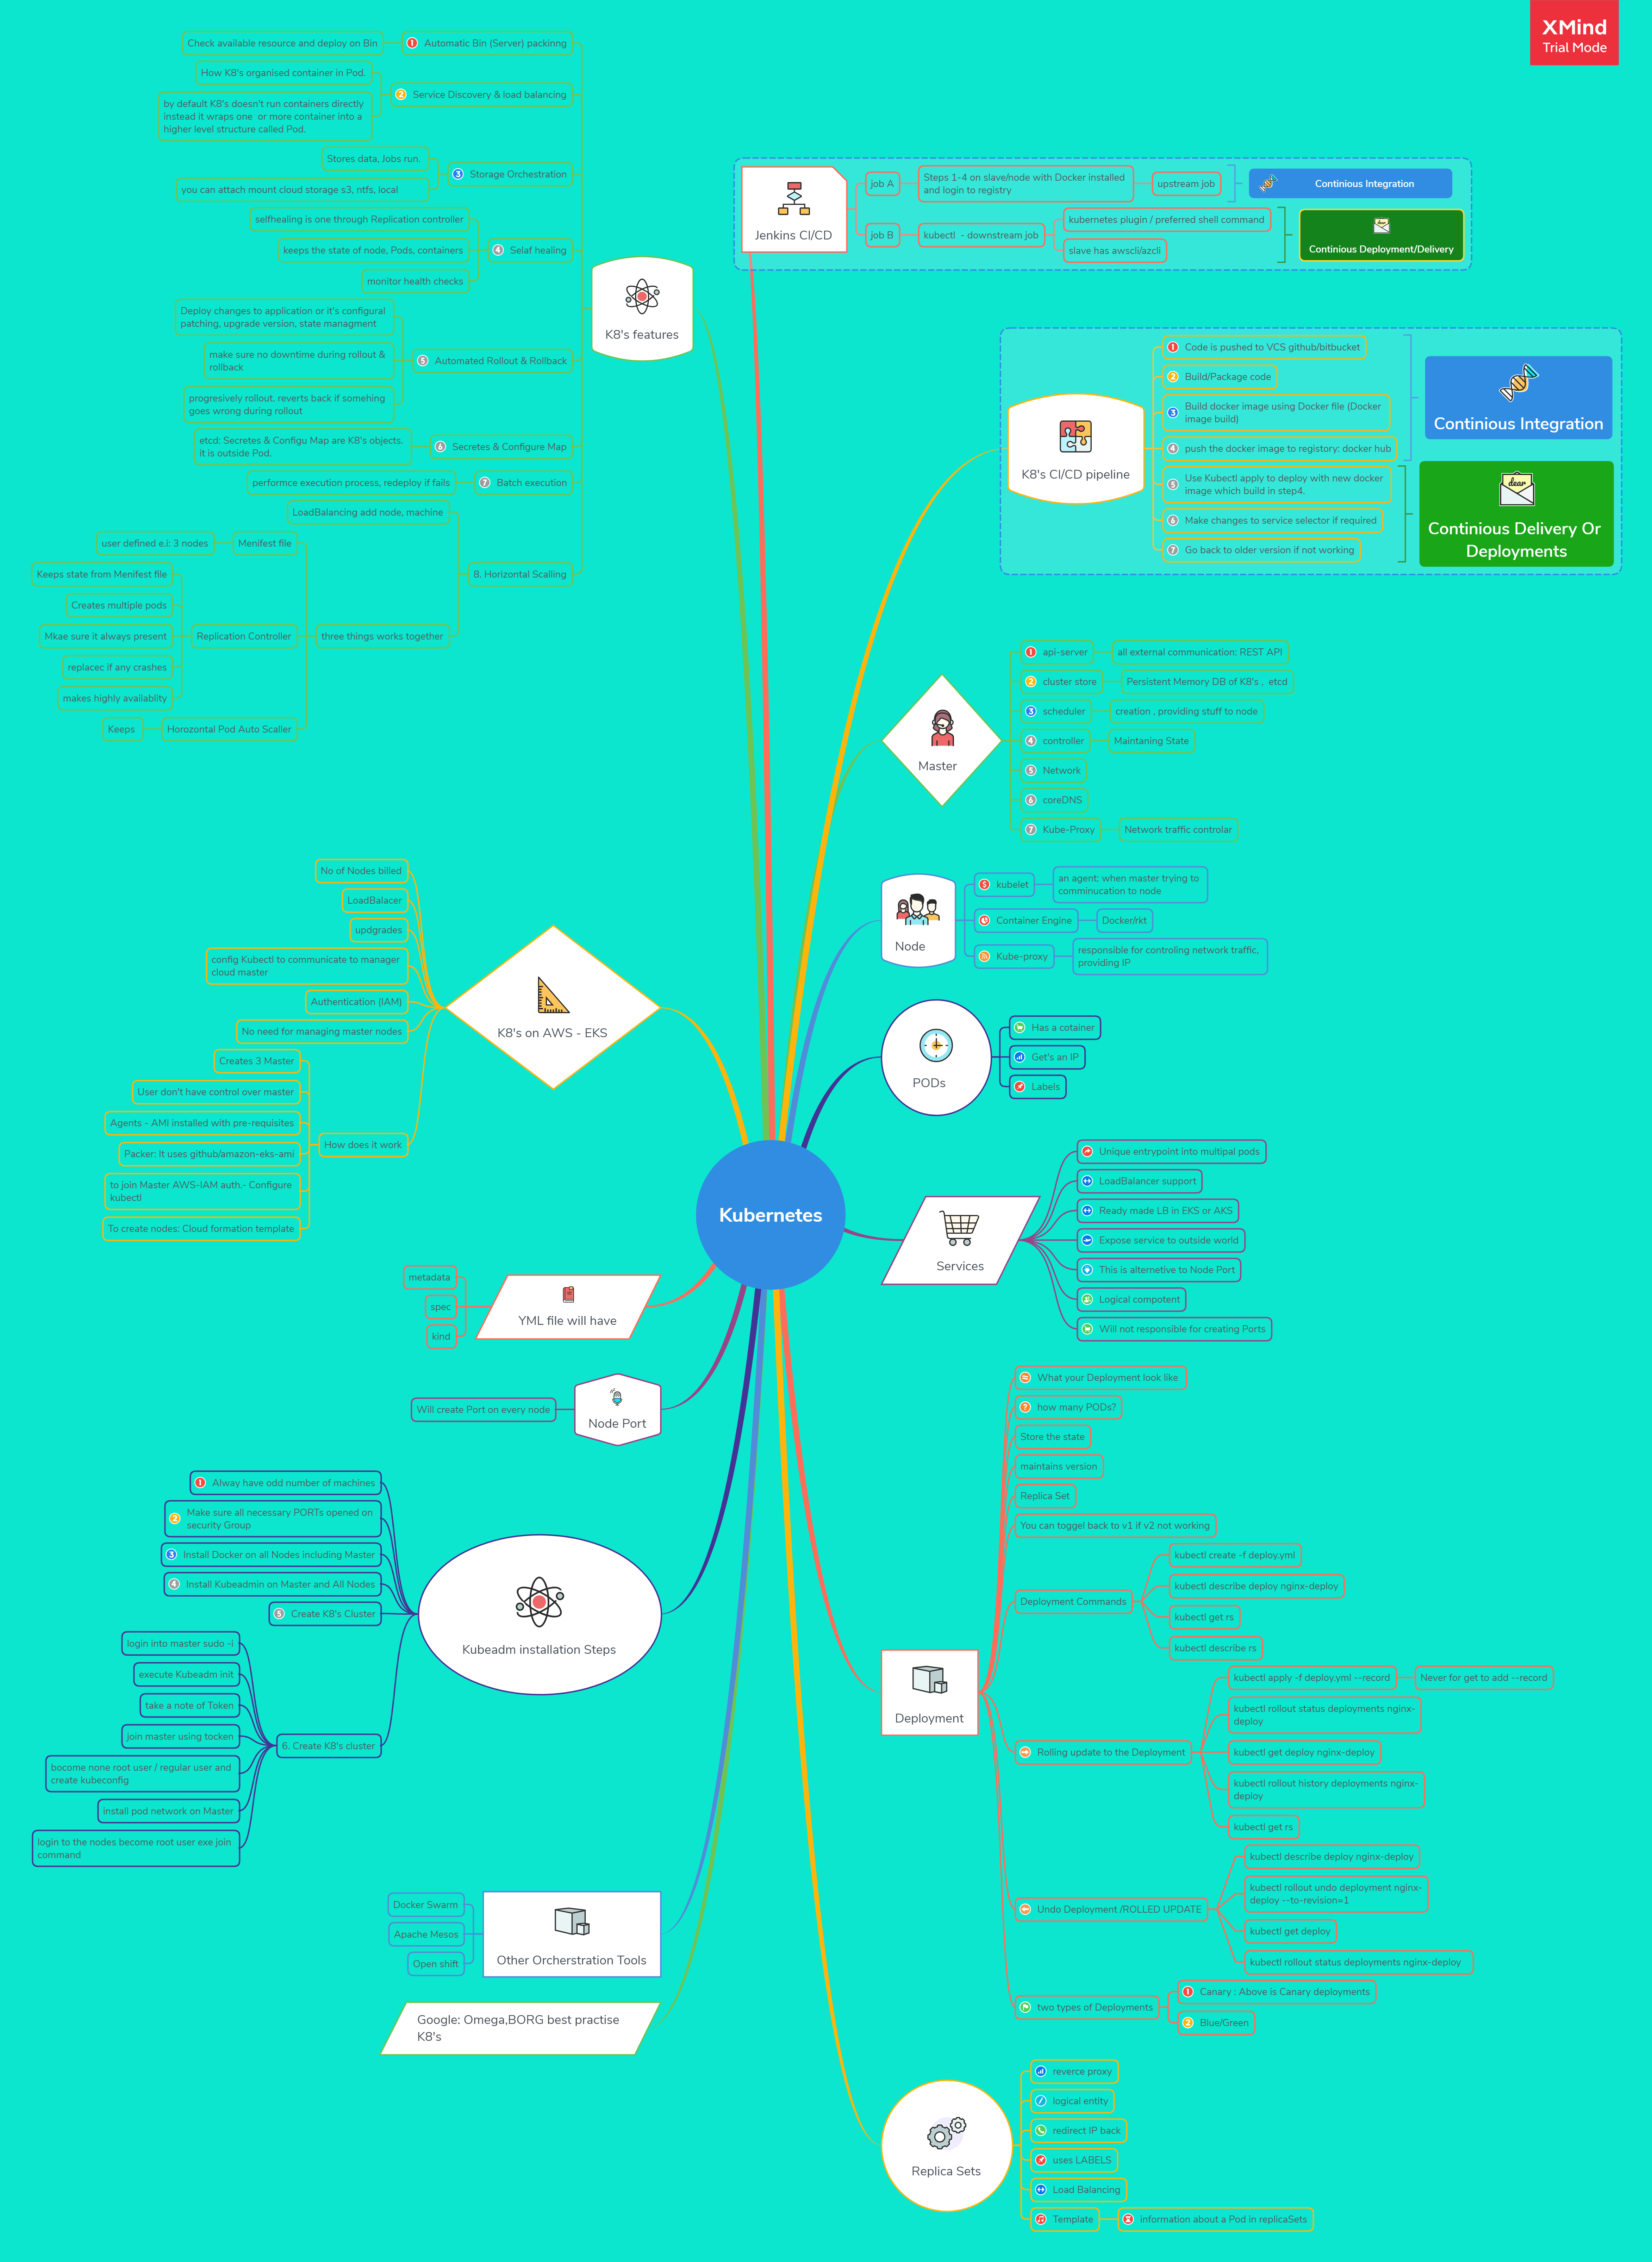 XMind
Trial Mode
Kubernetes
Jenkins CI/CD
job A
Steps 1-4 on slave/node with Docker installed
and login to registry
upstream job
Continious Integration
job B
kubectl - downstream job
kubernetes plugin / preferred shell command
slave has awscli/azcli
Continious Deployment/Delivery
K8's CI/CD pipeline
1 Code is pushed to VCS github/bitbucket
2 Build/Package code
3 Build docker image using Docker file (Docker
image build)
4 push the docker image to registory: docker hub
5 Use Kubectl apply to deploy with new docker
image which build in step4.
6 Make changes to service selector if required
7 Go back to older version if not working
Continious Integration
dear
Continious Delivery Or
Deployments
Master
1 api-server
all external communication: REST API
2 cluster store
Persistent Memory DB of K8's , etcd
3 scheduler
creation , providing stuff to node
4 controller
Maintaning State
5 Network
6 coreDNS
7 Kube-Proxy
Network traffic controlar
Node
kubelet
an agent: when master trying to
comminucation to node
Container Engine
Docker/rkt
Kube-proxy
responsible for controling network traffic,
providing IP
PODs
Has a cotainer
Get's an IP
Labels
Services
Unique entrypoint into multipal pods
LoadBalancer support
Ready made LB in EKS or AKS
Expose service to outside world
This is alternetive to Node Port
Logical compotent
Will not responsible for creating Ports
Deployment
What your Deployment look like
how many PODs?
Store the state
maintains version
Replica Set
You can toggel back to v1 if v2 not working
Deployment Commands
kubectl create -f deploy.yml
kubectl describe deploy nginx-deploy
kubectl get rs
kubectl describe rs
Rolling update to the Deployment
kubectl apply -f deploy.yml --record
Never for get to add --record
kubectl rollout status deployments nginx-
deploy
kubectl get deploy nginx-deploy
kubectl rollout history deployments nginx-
deploy
kubectl get rs
Undo Deployment /ROLLED UPDATE
kubectl describe deploy nginx-deploy
kubectl rollout undo deployment nginx-
deploy --to-revision=1
kubectl get deploy
kubectl rollout status deployments nginx-deploy
two types of Deployments
1 Canary : Above is Canary deployments
2 Blue/Green
Replica Sets
reverce proxy
logical entity
redirect IP back
uses LABELS
Load Balancing
Template
information about a Pod in replicaSets
K8's features
1 Automatic Bin (Server) packinng
Check available resource and deploy on Bin
2 Service Discovery & load balancing
How K8's organised container in Pod.
by default K8's doesn't run containers directly
instead it wraps one or more container into a
higher level structure called Pod.
3 Storage Orchestration
Stores data, Jobs run.
you can attach mount cloud storage s3, ntfs, local
4 Selaf healing
selfhealing is one through Replication controller
keeps the state of node, Pods, containers
monitor health checks
5 Automated Rollout & Rollback
Deploy changes to application or it's configural
patching, upgrade version, state managment
make sure no downtime during rollout &
rollback
progresively rollout, reverts back if somehing
goes wrong during rollout
6 Secretes & Configure Map
etcd: Secretes & Configu Map are K8's objects,
it is outside Pod.
7 Batch execution
performce execution process, redeploy if fails
8. Horizontal Scalling
LoadBalancing add node, machine
three things works together
Menifest file
user defined e.i: 3 nodes
Replication Controller
Keeps state from Menifest file
Creates multiple pods
Mkae sure it always present
replacec if any crashes
makes highly availablity
Horozontal Pod Auto Scaller
Keeps
K8's on AWS - EKS
No of Nodes billed
LoadBalacer
updgrades
config Kubectl to communicate to manager
cloud master
Authentication (IAM)
No need for managing master nodes
How does it work
Creates 3 Master
User don't have control over master
Agents - AMI installed with pre-requisites
Packer: It uses github/amazon-eks-ami
to join Master AWS-IAM auth.- Configure
kubectl
To create nodes: Cloud formation template
YML file will have
metadata
spec
kind
Node Port
Will create Port on every node
Kubeadm installation Steps
1 Alway have odd number of machines
2 Make sure all necessary PORTs opened on
security Group
3 Install Docker on all Nodes including Master
4 Install Kubeadmin on Master and All Nodes
5 Create K8's Cluster
6. Create K8's cluster
login into master sudo -i
execute Kubeadm init
take a note of Token
join master using tocken
bocome none root user / regular user and
create kubeconfig
install pod network on Master
login to the nodes become root user exe join
command
Other Orcherstration Tools
Docker Swarm
Apache Mesos
Open shift
Google: Omega,BORG best practise
K8's